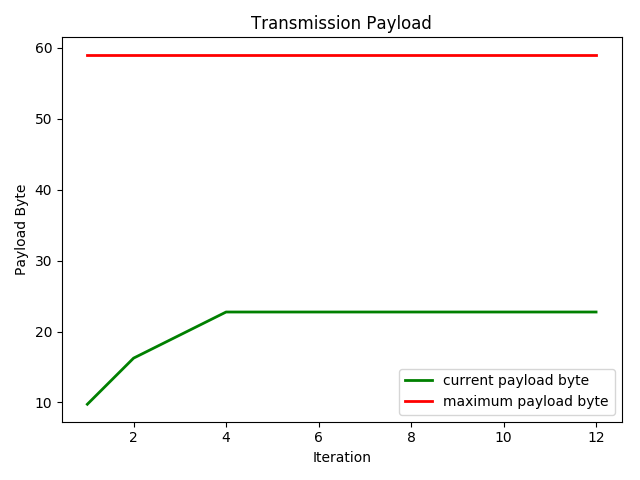 Transmission Payload
60
50
40
30
20
10
Payload Byte
current payload byte
maximum payload byte
2 4 6 8 10 12
Iteration